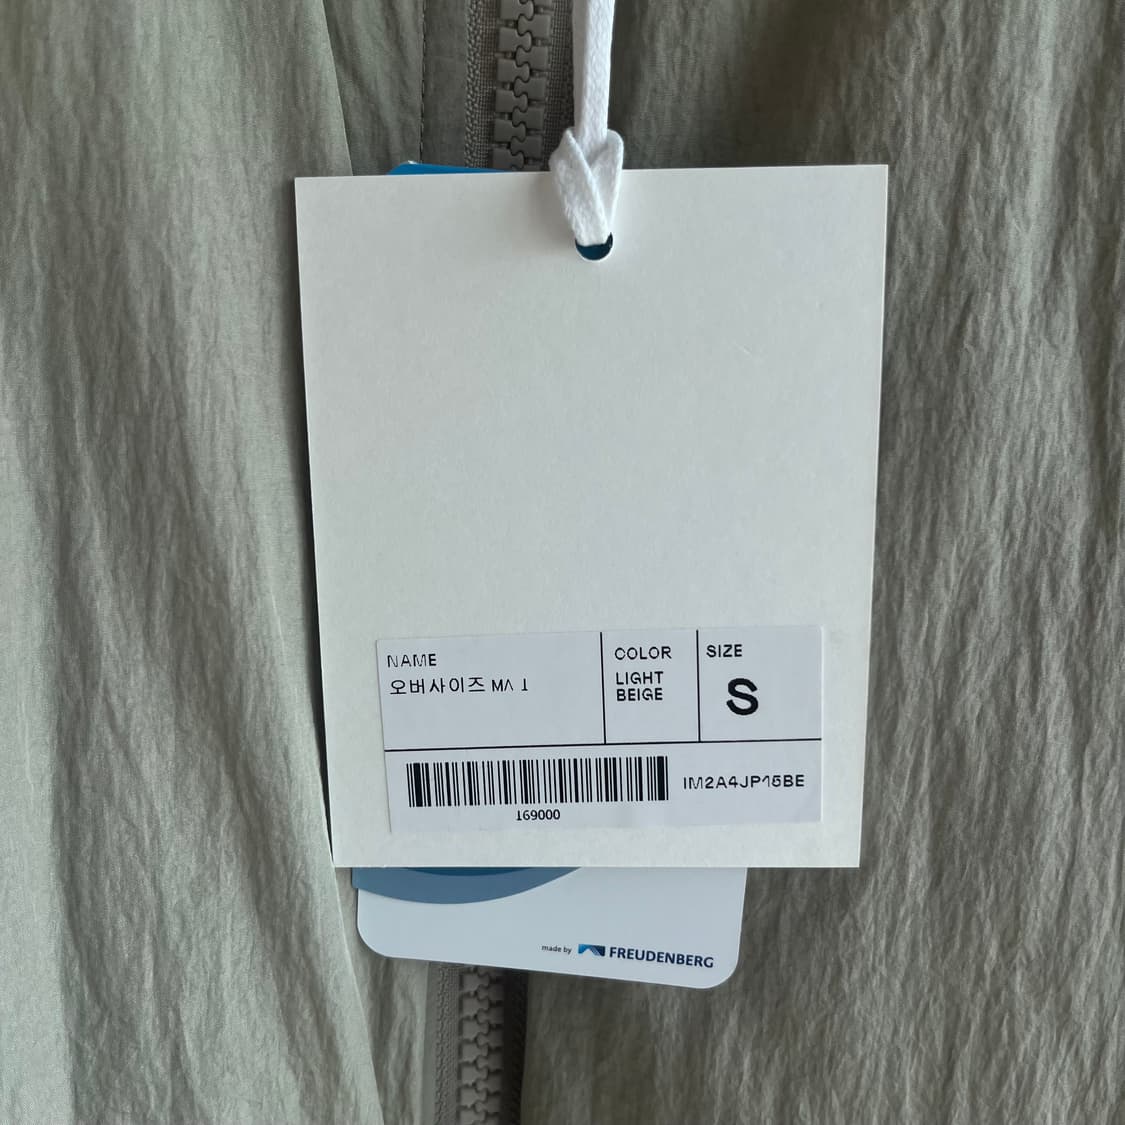 NAME
오버사이즈 MA 1
COLOR
LIGHT
BEIGE
SIZE
S
169000
IM2A4JP15BE
made by FREUDENBERG